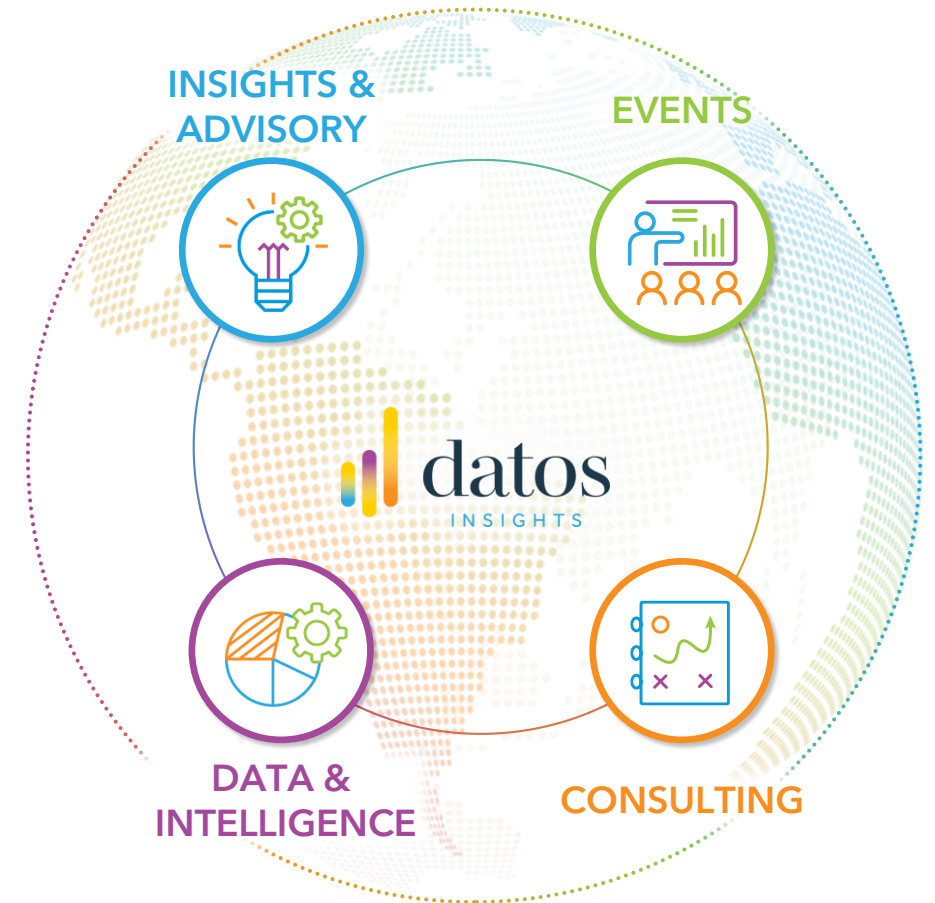 INSIGHTS &
ADVISORY
EVENTS
datos
INSIGHTS
DATA &
INTELLIGENCE
CONSULTING